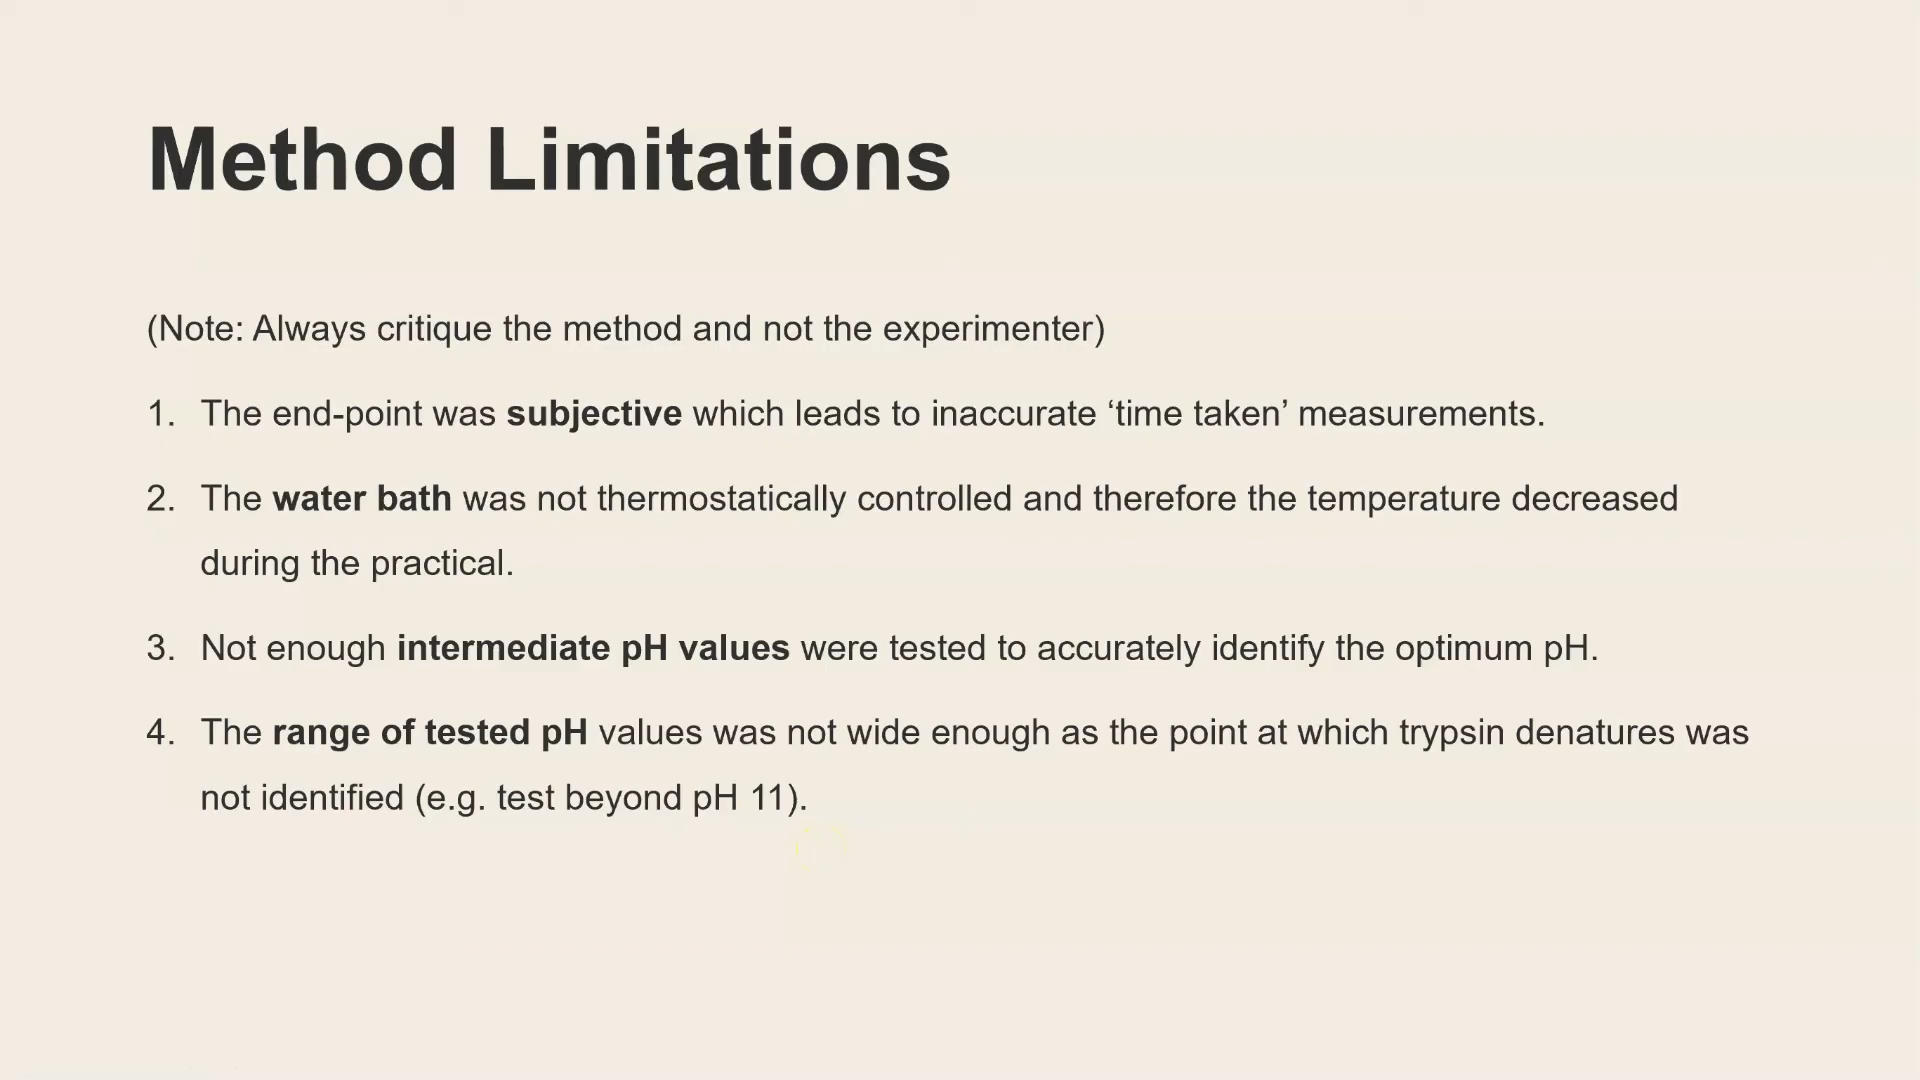 Method Limitations
(Note: Always critique the method and not the experimenter)
1. The end-point was subjective which leads to inaccurate ‘time taken’ measurements.
2. The water bath was not thermostatically controlled and therefore the temperature decreased
during the practical.
3. Not enough intermediate pH values were tested to accurately identify the optimum pH.
4. The range of tested pH values was not wide enough as the point at which trypsin denatures was
not identified (e.g. test beyond pH 11).